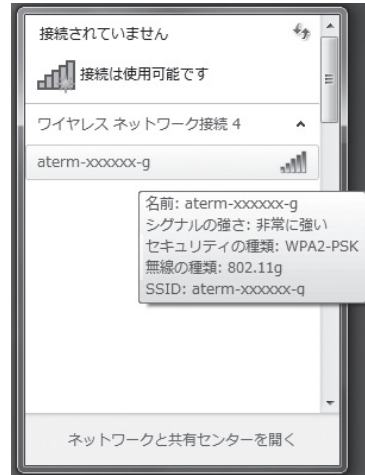 接続されていません
接続は使用可能です
ワイヤレス ネットワーク接続 4
aterm-xxxxxx-g
名前: aterm-xxxxxx-g
シグナルの強さ: 非常に強い
セキュリティの種類: WPA2-PSK
無線の種類: 802.11g
SSID: aterm-xxxxxx-g
ネットワークと共有センターを開く